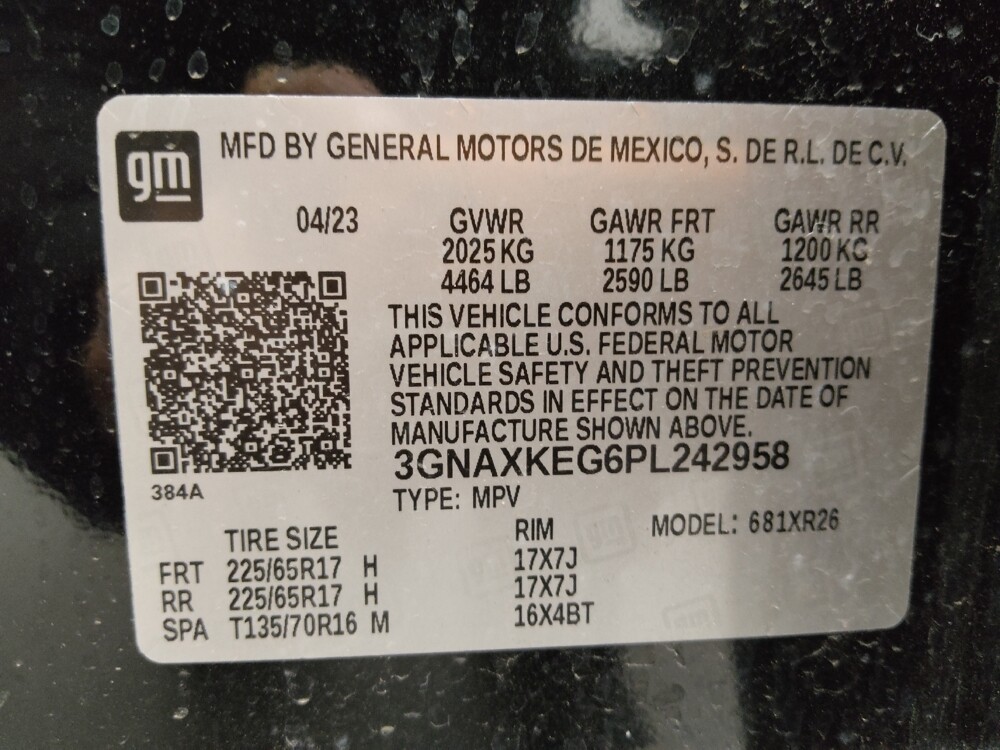 gm
MFD BY GENERAL MOTORS DE MEXICO, S. DE R.L. DE C.V.
04/23 GVWR GAWR FRT GAWR RR
2025 KG 1175 KG 1200 KG
4464 LB 2590 LB 2645 LB
THIS VEHICLE CONFORMS TO ALL
APPLICABLE U.S. FEDERAL MOTOR
VEHICLE SAFETY AND THEFT PREVENTION
STANDARDS IN EFFECT ON THE DATE OF
MANUFACTURE SHOWN ABOVE.
3GNAXKEG6PL242958
384A
TYPE: MPV
TIRE SIZE RIM MODEL: 681XR26
FRT 225/65R17 H 17X7J
RR 225/65R17 H 17X7J
SPA T135/70R16 M 16X4BT